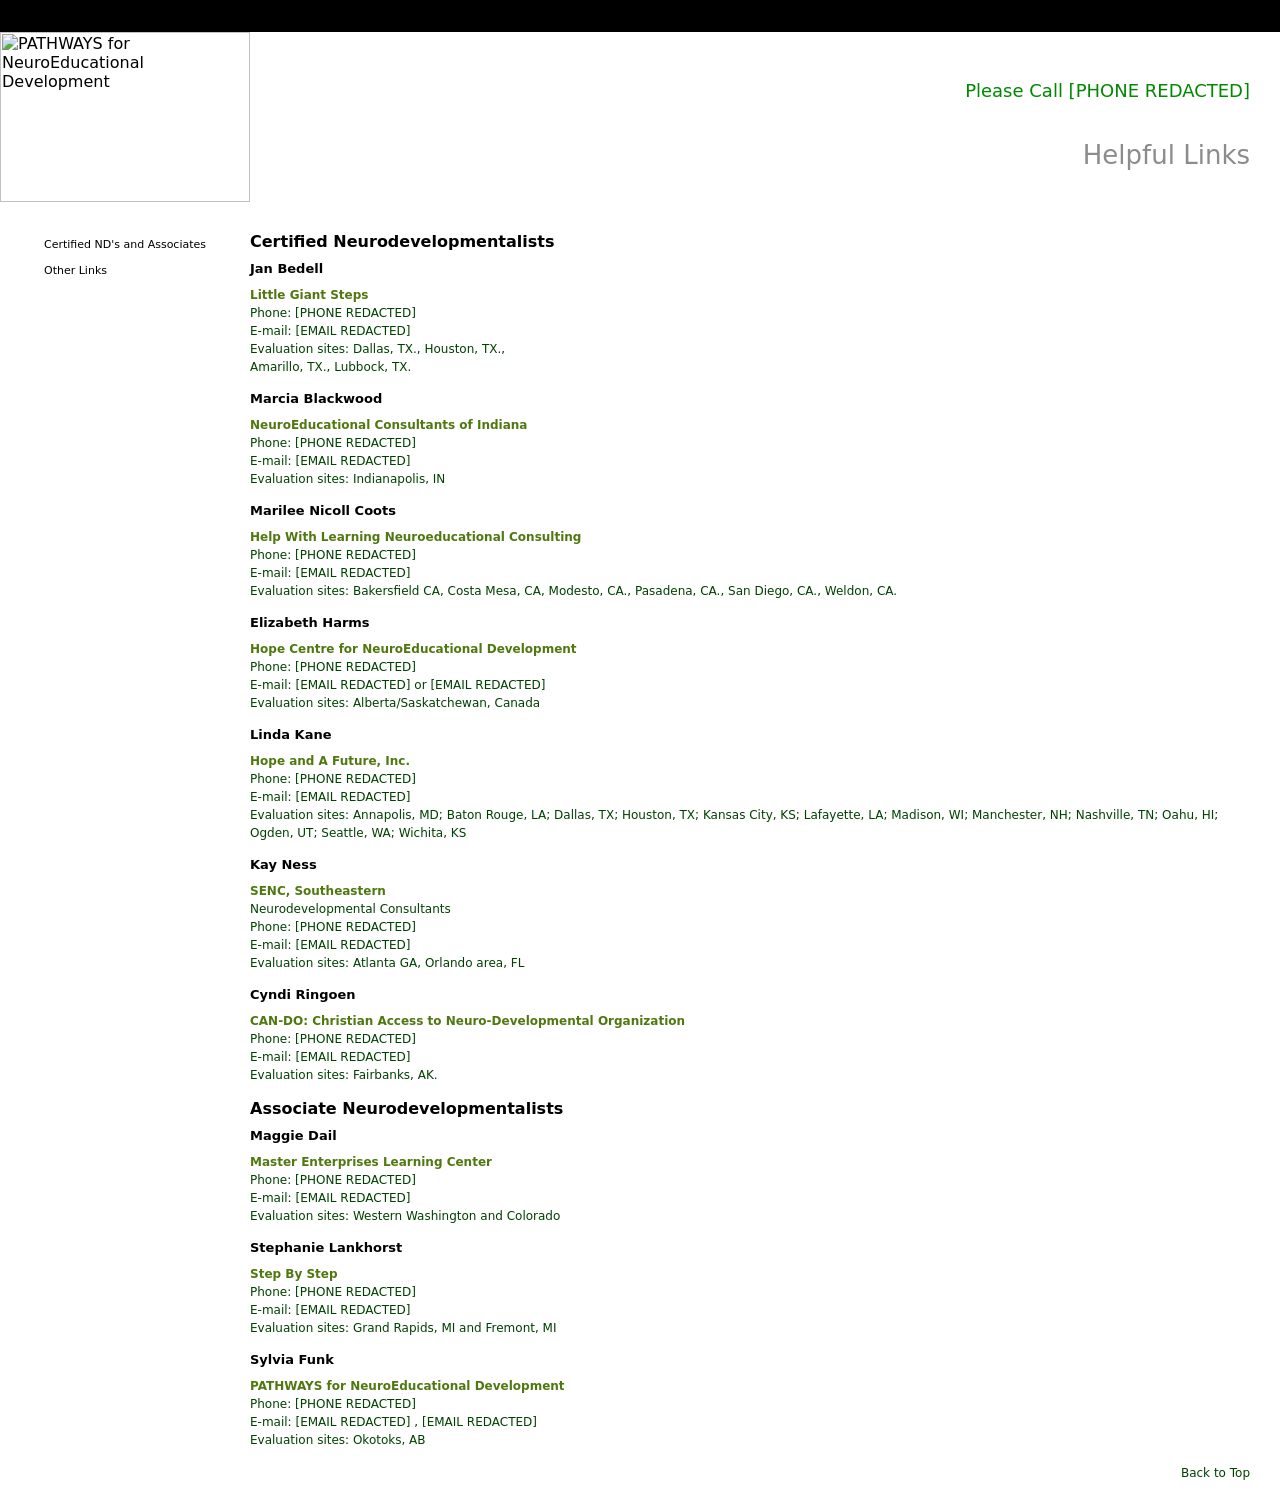 PATHWAYS for
NeuroEducational
Development
Please Call [PHONE REDACTED]
Helpful Links
Certified ND's and Associates
Other Links
Certified Neurodevelopmentalists
Jan Bedell
Little Giant Steps
Phone: [PHONE REDACTED]
E-mail: [EMAIL REDACTED]
Evaluation sites: Dallas, TX., Houston, TX.,
Amarillo, TX., Lubbock, TX.
Marcia Blackwood
NeuroEducational Consultants of Indiana
Phone: [PHONE REDACTED]
E-mail: [EMAIL REDACTED]
Evaluation sites: Indianapolis, IN
Marilee Nicoll Coots
Help With Learning Neuroeducational Consulting
Phone: [PHONE REDACTED]
E-mail: [EMAIL REDACTED]
Evaluation sites: Bakersfield CA, Costa Mesa, CA, Modesto, CA., Pasadena, CA., San Diego, CA., Weldon, CA.
Elizabeth Harms
Hope Centre for NeuroEducational Development
Phone: [PHONE REDACTED]
E-mail: [EMAIL REDACTED] or [EMAIL REDACTED]
Evaluation sites: Alberta/Saskatchewan, Canada
Linda Kane
Hope and A Future, Inc.
Phone: [PHONE REDACTED]
E-mail: [EMAIL REDACTED]
Evaluation sites: Annapolis, MD; Baton Rouge, LA; Dallas, TX; Houston, TX; Kansas City, KS; Lafayette, LA; Madison, WI; Manchester, NH; Nashville, TN; Oahu, HI;
Ogden, UT; Seattle, WA; Wichita, KS
Kay Ness
SENC, Southeastern
Neurodevelopmental Consultants
Phone: [PHONE REDACTED]
E-mail: [EMAIL REDACTED]
Evaluation sites: Atlanta GA, Orlando area, FL
Cyndi Ringoen
CAN-DO: Christian Access to Neuro-Developmental Organization
Phone: [PHONE REDACTED]
E-mail: [EMAIL REDACTED]
Evaluation sites: Fairbanks, AK.
Associate Neurodevelopmentalists
Maggie Dail
Master Enterprises Learning Center
Phone: [PHONE REDACTED]
E-mail: [EMAIL REDACTED]
Evaluation sites: Western Washington and Colorado
Stephanie Lankhorst
Step By Step
Phone: [PHONE REDACTED]
E-mail: [EMAIL REDACTED]
Evaluation sites: Grand Rapids, MI and Fremont, MI
Sylvia Funk
PATHWAYS for NeuroEducational Development
Phone: [PHONE REDACTED]
E-mail: [EMAIL REDACTED] , [EMAIL REDACTED]
Evaluation sites: Okotoks, AB
Back to Top